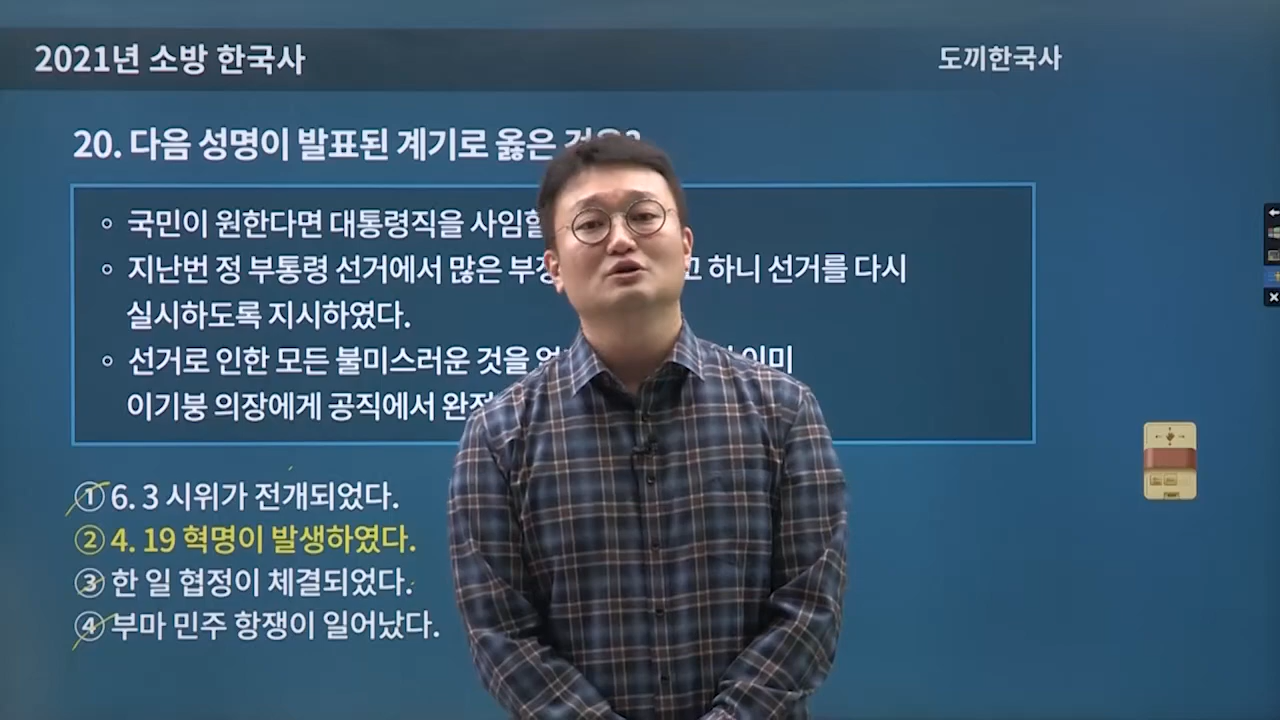 2021년 소방 한국사
도끼한국사
20. 다음 성명이 발표된 계기로 옳은
국민이 원한다면 대통령직을
지난번 정 부통령 선거에서 많은 하니 선거를 다시
실시하도록 지시하였다.
선거로 인한 모든 불미스러운 것을 이미
이기붕 의장에게 공직에서
① 6. 3 시위가 전개되었다.
② 4. 19 혁명이 발생하였다.
③ 한 일 협정이 체결되었다.
④ 부마 민주 항쟁이 일어났다.